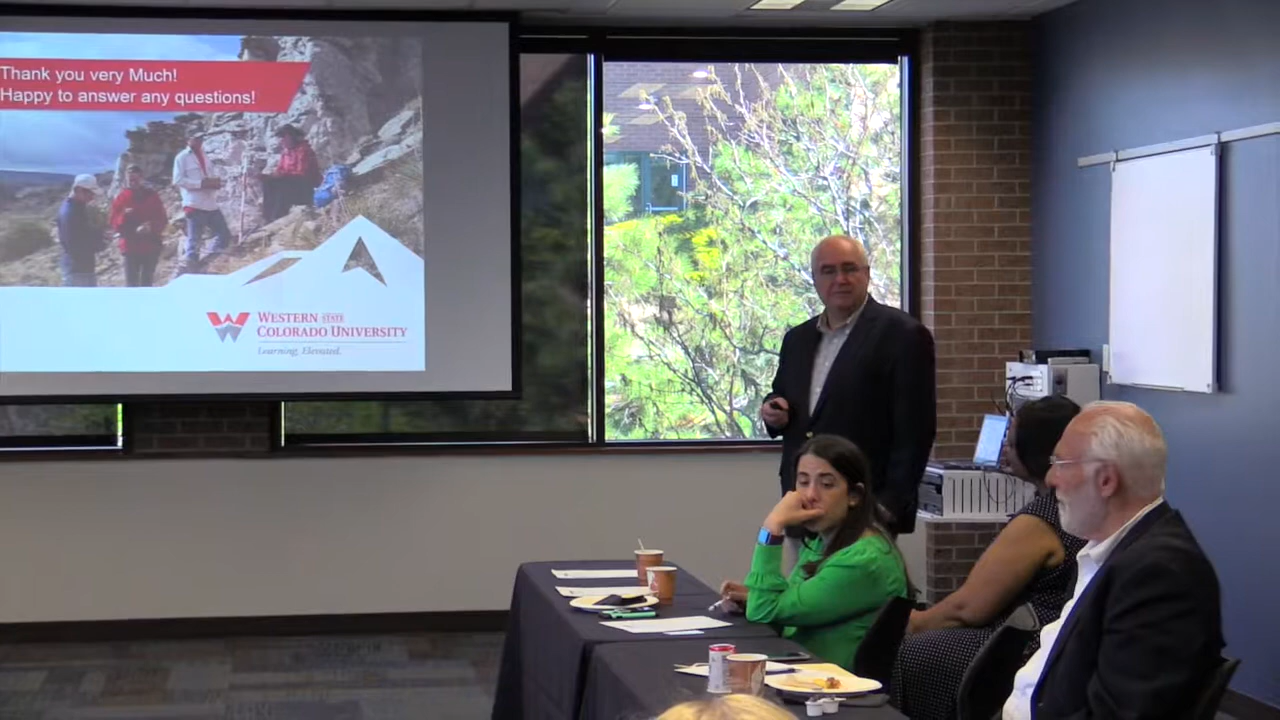 Thank you very Much!
Happy to answer any questions!
WESTERN STATE
COLORADO UNIVERSITY
Learning, Elevated.